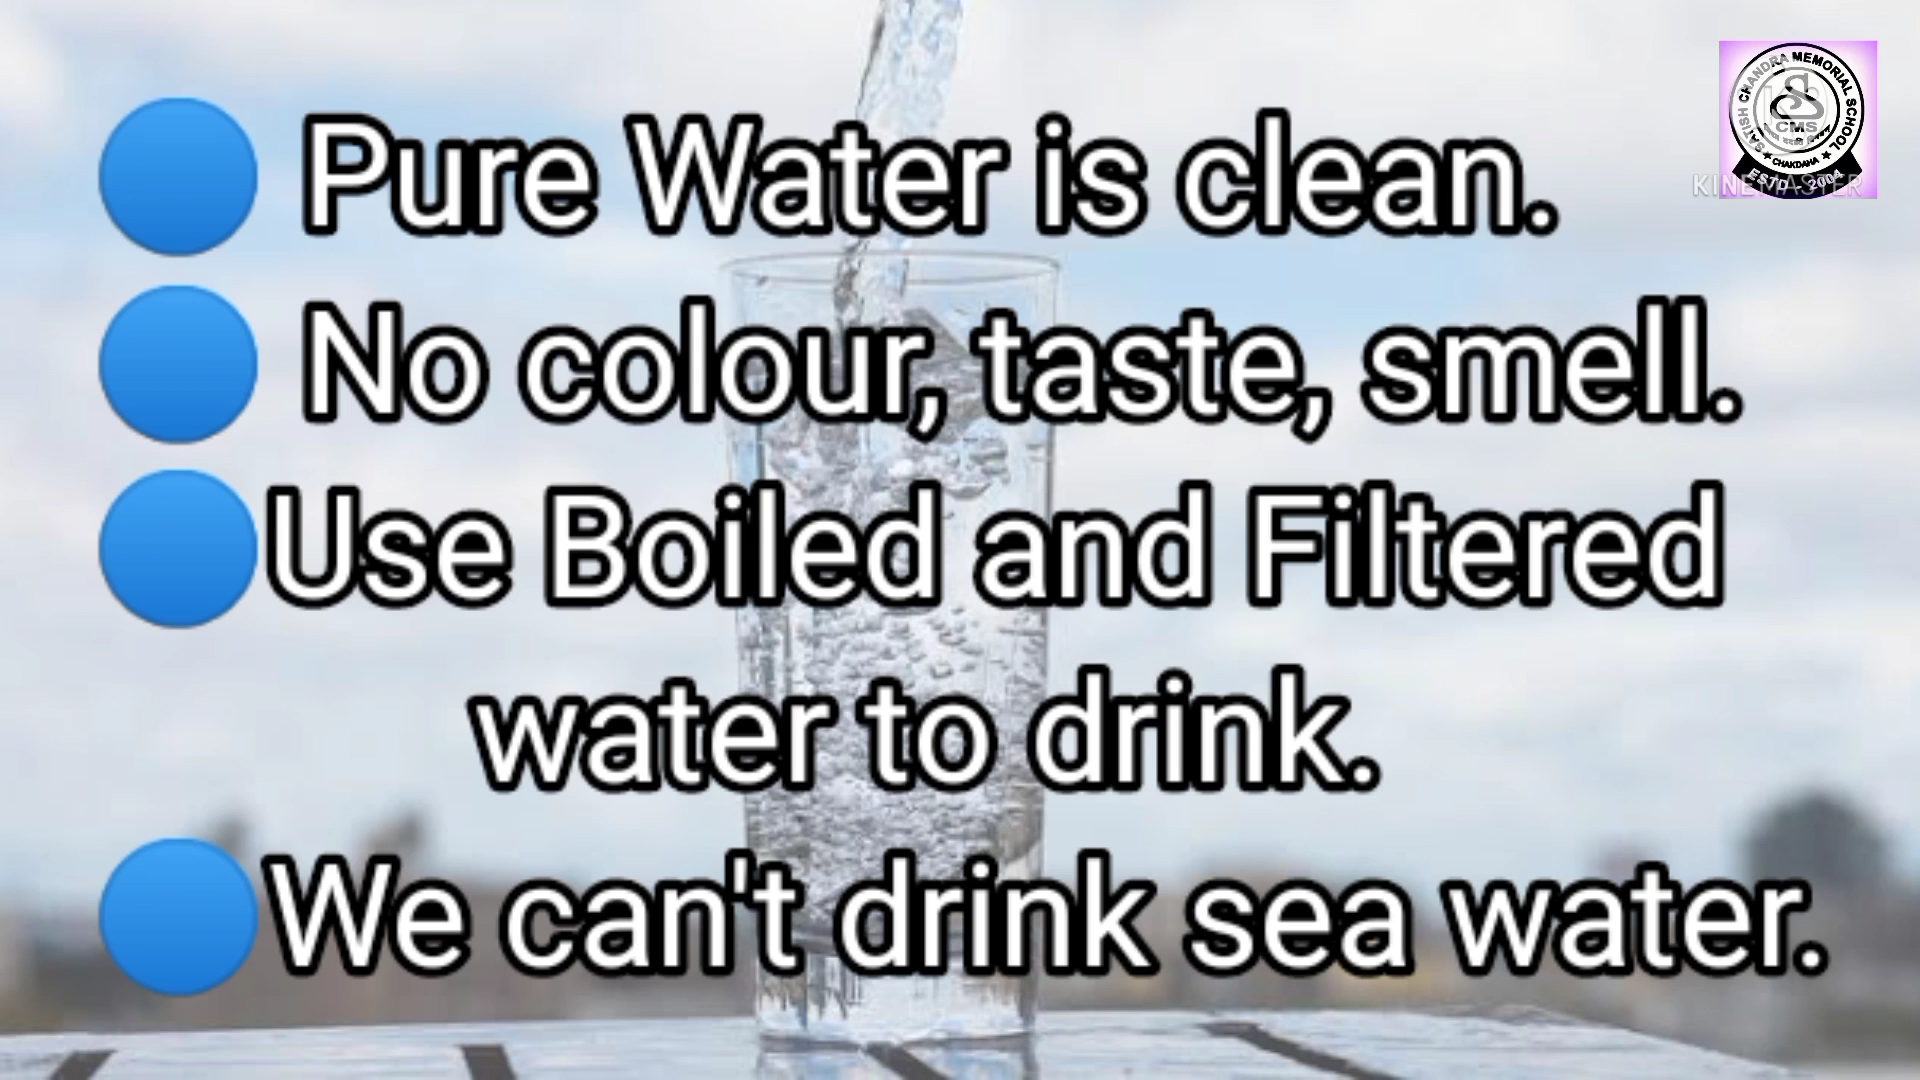 Pure Water is clean.
No colour, taste, smell.
Use Boiled and Filtered
water to drink.
We can't drink sea water.
SATISH CHANDRA MEMORIAL SCHOOL
CMS
★ CHAKDAHA ★
ESTD - 2004
KINEMASTER